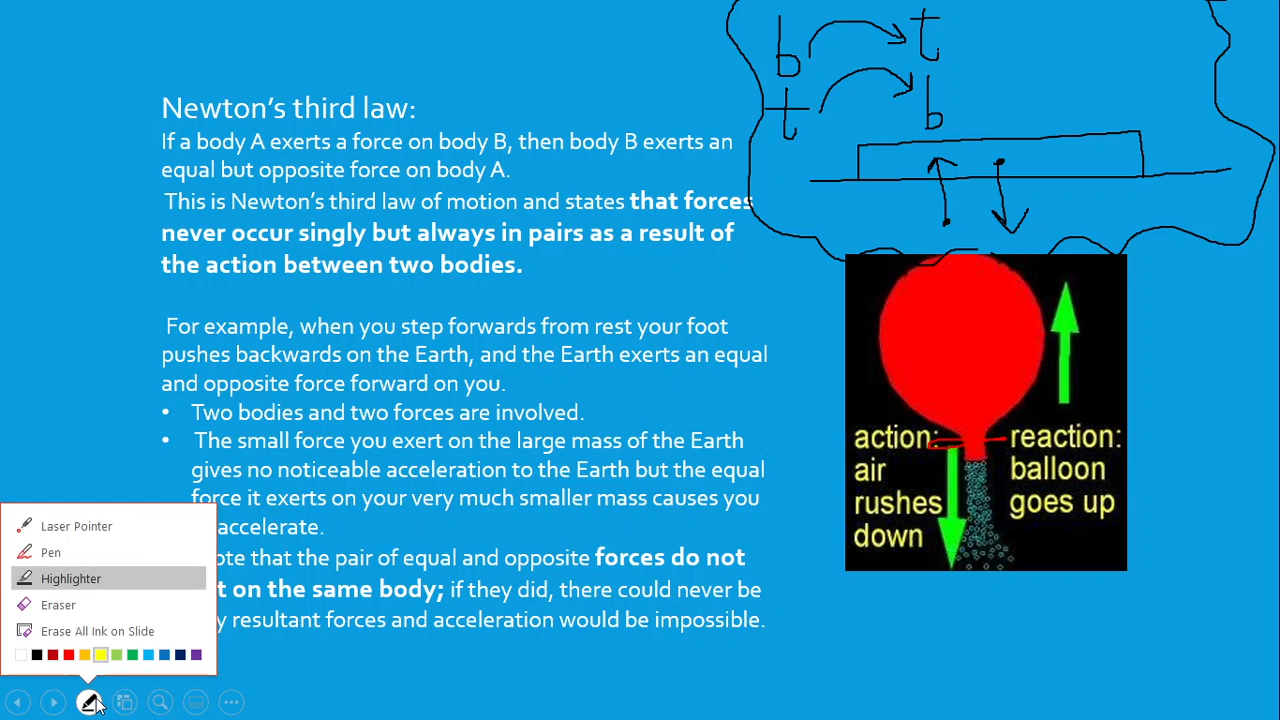 b t
t b
Newton's third law:
If a body A exerts a force on body B, then body B exerts an
equal but opposite force on body A.
This is Newton's third law of motion and states that forces
never occur singly but always in pairs as a result of
the action between two bodies.
For example, when you step forwards from rest your foot
pushes backwards on the Earth, and the Earth exerts an equal
and opposite force forward on you.
• Two bodies and two forces are involved.
• The small force you exert on the large mass of the Earth
gives no noticeable acceleration to the Earth but the equal
force it exerts on your very much smaller mass causes you
accelerate.
ote that the pair of equal and opposite forces do not
t on the same body; if they did, there could never be
y resultant forces and acceleration would be impossible.
action:
air
rushes
down
reaction:
balloon
goes up
Laser Pointer
Pen
Highlighter
Eraser
Erase All Ink on Slide